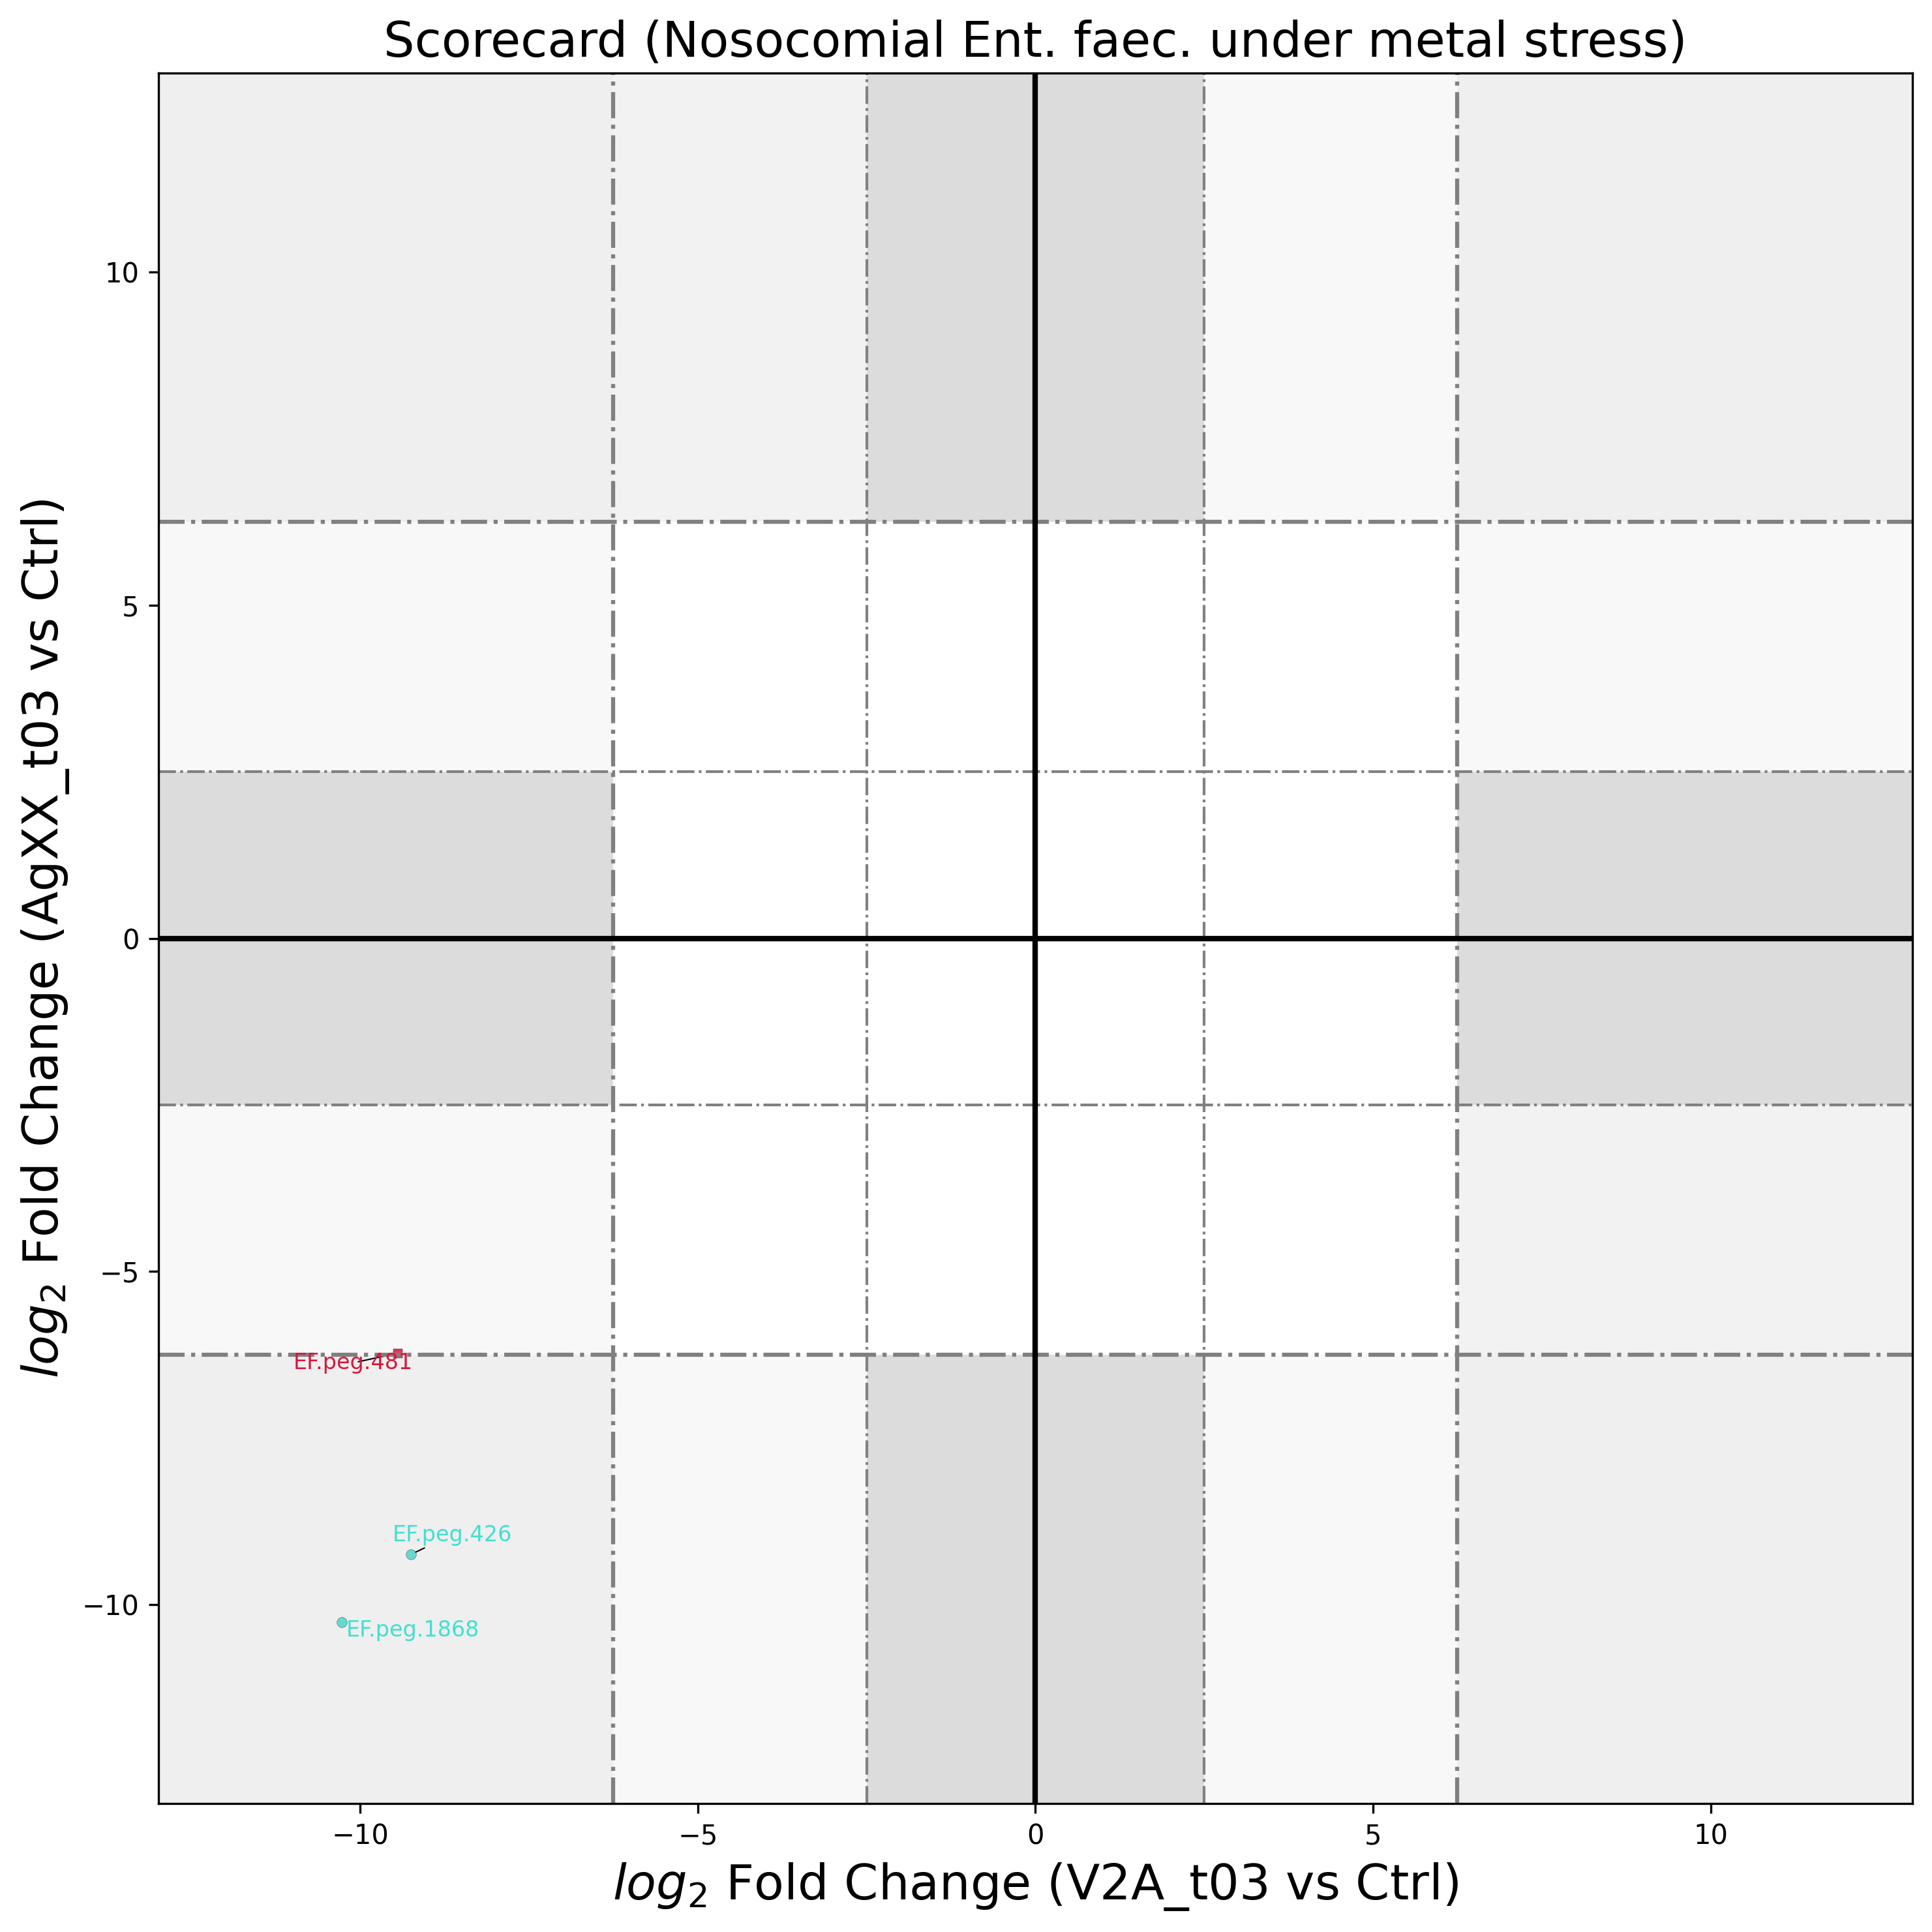 Scorecard (Nosocomial Ent. faec. under metal stress)
log2 Fold Change (AgXX_t03 vs Ctrl)
10
5
0
−5
−10
EF.peg.481
EF.peg.426
EF.peg.1868
−10
−5
0
5
10
log2 Fold Change (V2A_t03 vs Ctrl)